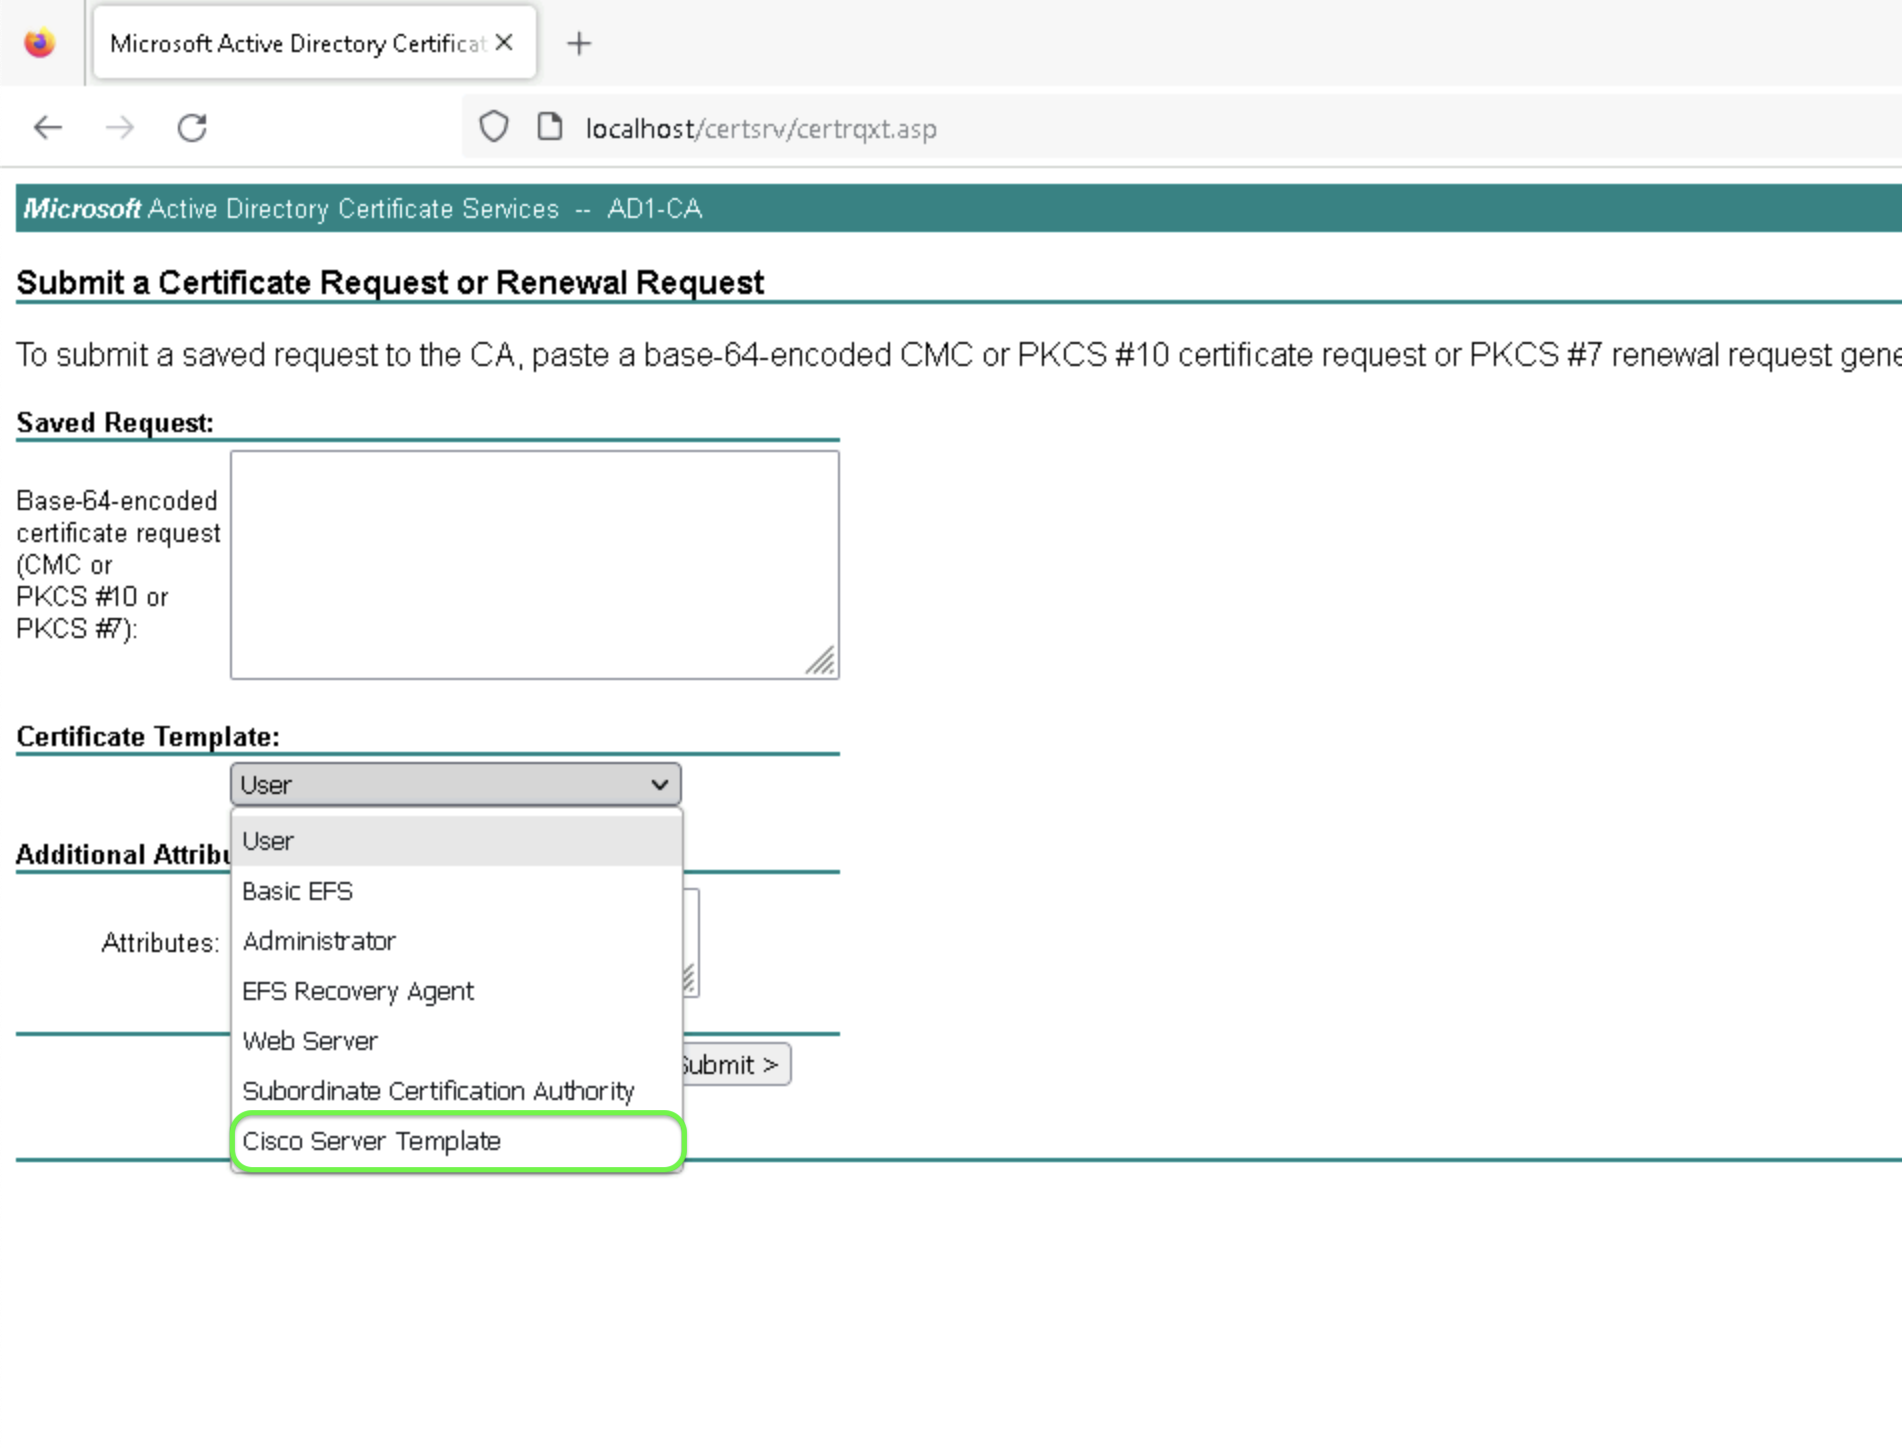 Microsoft Active Directory Certificat
localhost/certsrv/certrqxt.asp
Microsoft Active Directory Certificate Services -- AD1-CA
Submit a Certificate Request or Renewal Request
To submit a saved request to the CA, paste a base-64-encoded CMC or PKCS #10 certificate request or PKCS #7 renewal request gene
Saved Request:
Base-64-encoded
certificate request
(CMC or
PKCS #10 or
PKCS #7):
Certificate Template:
User
User
Additional Attribu
Basic EFS
Attributes:
Administrator
EFS Recovery Agent
Web Server
Submit >
Subordinate Certification Authority
Cisco Server Template